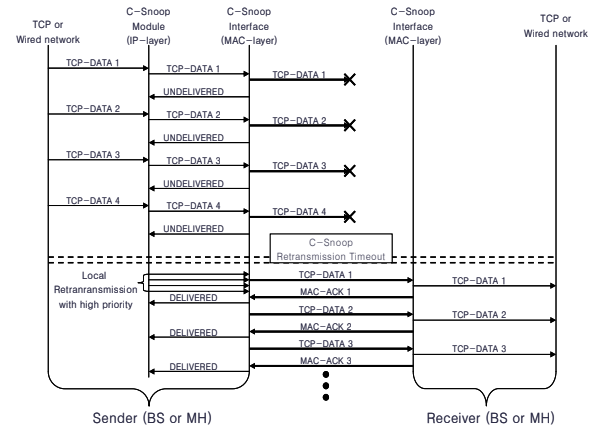 TCP or
Wired network
C-Snoop
Module
(IP-layer)
C-Snoop
Interface
(MAC-layer)
C-Snoop
Interface
(MAC-layer)
TCP or
Wired network
TCP-DATA 1
TCP-DATA 1
TCP-DATA 1
UNDELIVERED
TCP-DATA 2
TCP-DATA 2
TCP-DATA 2
UNDELIVERED
TCP-DATA 3
TCP-DATA 3
TCP-DATA 3
UNDELIVERED
TCP-DATA 4
TCP-DATA 4
TCP-DATA 4
UNDELIVERED
C-Snoop
Retransmission Timeout
Local
Retranransmission
with high priority
TCP-DATA 1
TCP-DATA 1
MAC-ACK 1
DELIVERED
TCP-DATA 2
TCP-DATA 2
MAC-ACK 2
DELIVERED
TCP-DATA 3
TCP-DATA 3
MAC-ACK 3
DELIVERED
Sender (BS or MH)
Receiver (BS or MH)